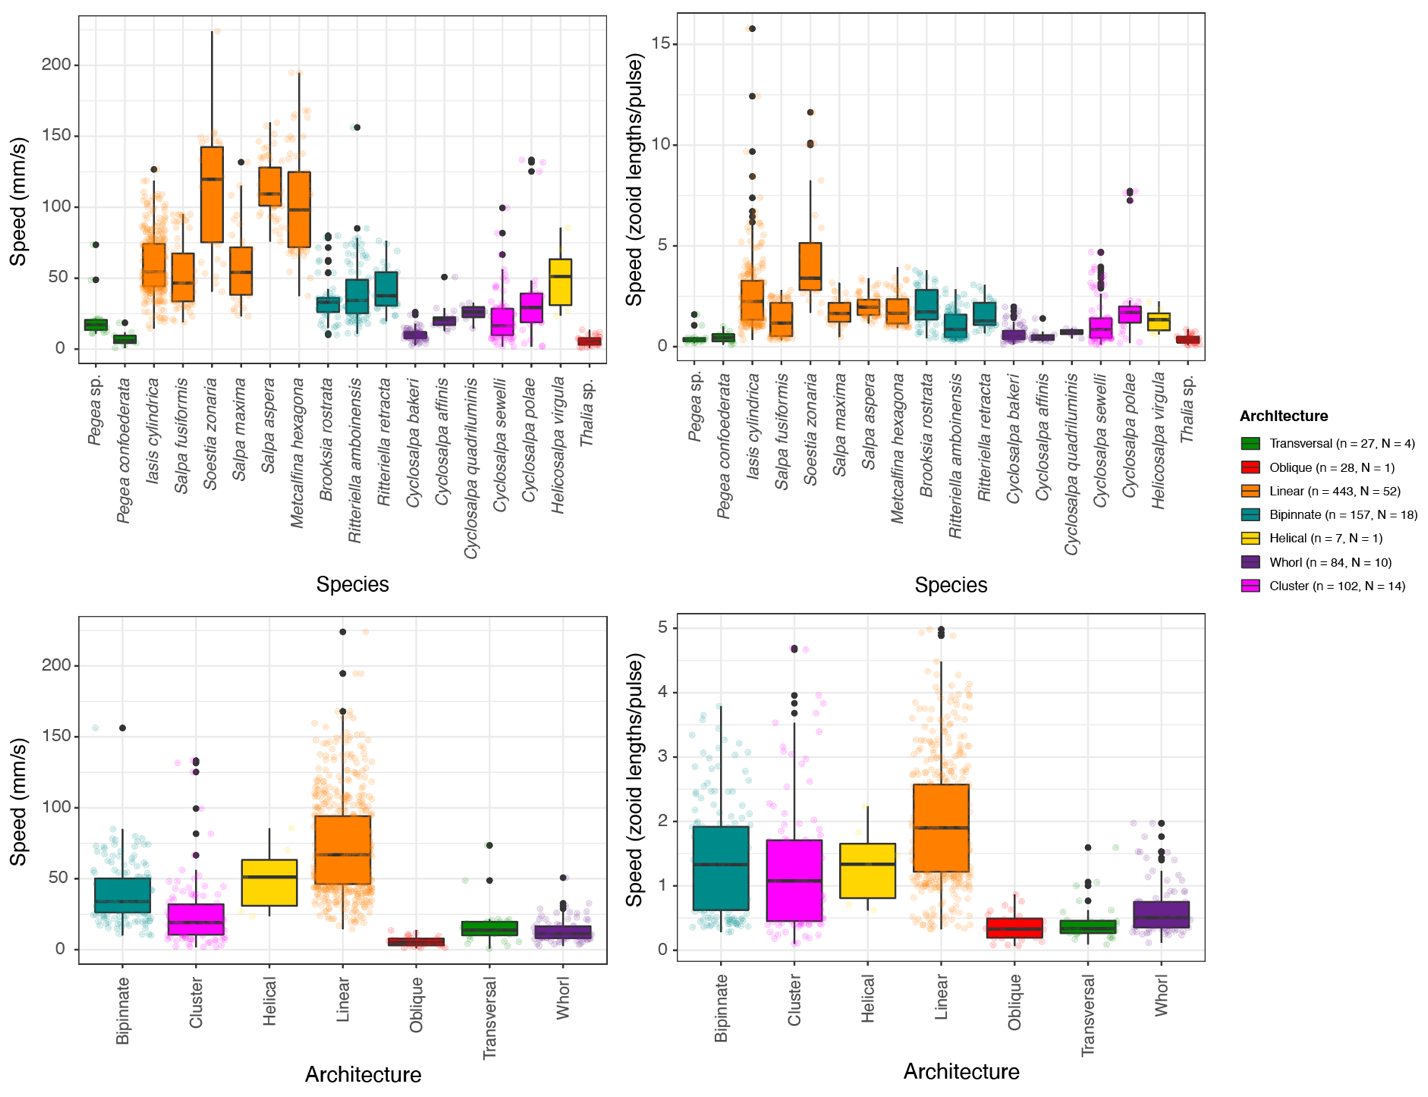 Speed (mm/s)
200
150
100
50
0
Pegea sp.
Pegea confoederata
Iasis cylindrica
Salpa fusiformis
Soestia zonaria
Salpa maxima
Salpa aspera
Metcalfina hexagona
Brooksia rostrata
Ritteriella amboinensis
Ritteriella retracta
Cyclosalpa bakeri
Cyclosalpa affinis
Cyclosalpa quadriluminis
Cyclosalpa sewelli
Cyclosalpa polae
Helicosalpa virgula
Thalia sp.
Species
Speed (zooid lengths/pulse)
15
10
5
0
Pegea sp.
Pegea confoederata
Iasis cylindrica
Salpa fusiformis
Soestia zonaria
Salpa maxima
Salpa aspera
Metcalfina hexagona
Brooksia rostrata
Ritteriella amboinensis
Ritteriella retracta
Cyclosalpa bakeri
Cyclosalpa affinis
Cyclosalpa quadriluminis
Cyclosalpa sewelli
Cyclosalpa polae
Helicosalpa virgula
Thalia sp.
Species
Architecture
Transversal (n = 27, N = 4)
Oblique (n = 28, N = 1)
Linear (n = 443, N = 52)
Bipinnate (n = 157, N = 18)
Helical (n = 7, N = 1)
Whorl (n = 84, N = 10)
Cluster (n = 102, N = 14)
Speed (mm/s)
200
150
100
50
0
Bipinnate
Cluster
Helical
Linear
Oblique
Transversal
Whorl
Architecture
Speed (zooid lengths/pulse)
5
4
3
2
1
0
Bipinnate
Cluster
Helical
Linear
Oblique
Transversal
Whorl
Architecture